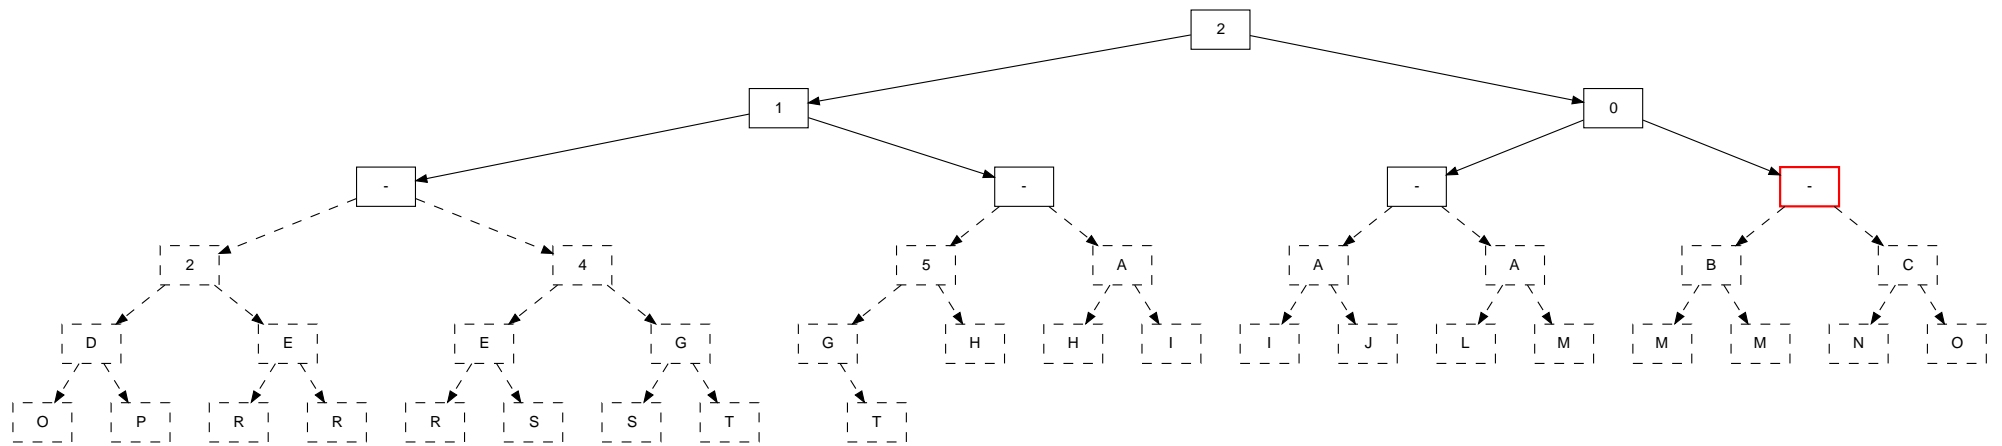 2
1 0
- - - -
2 4 5 A A A B C
D E E G G H H I I J L M M M N O
O P R R R S S T T